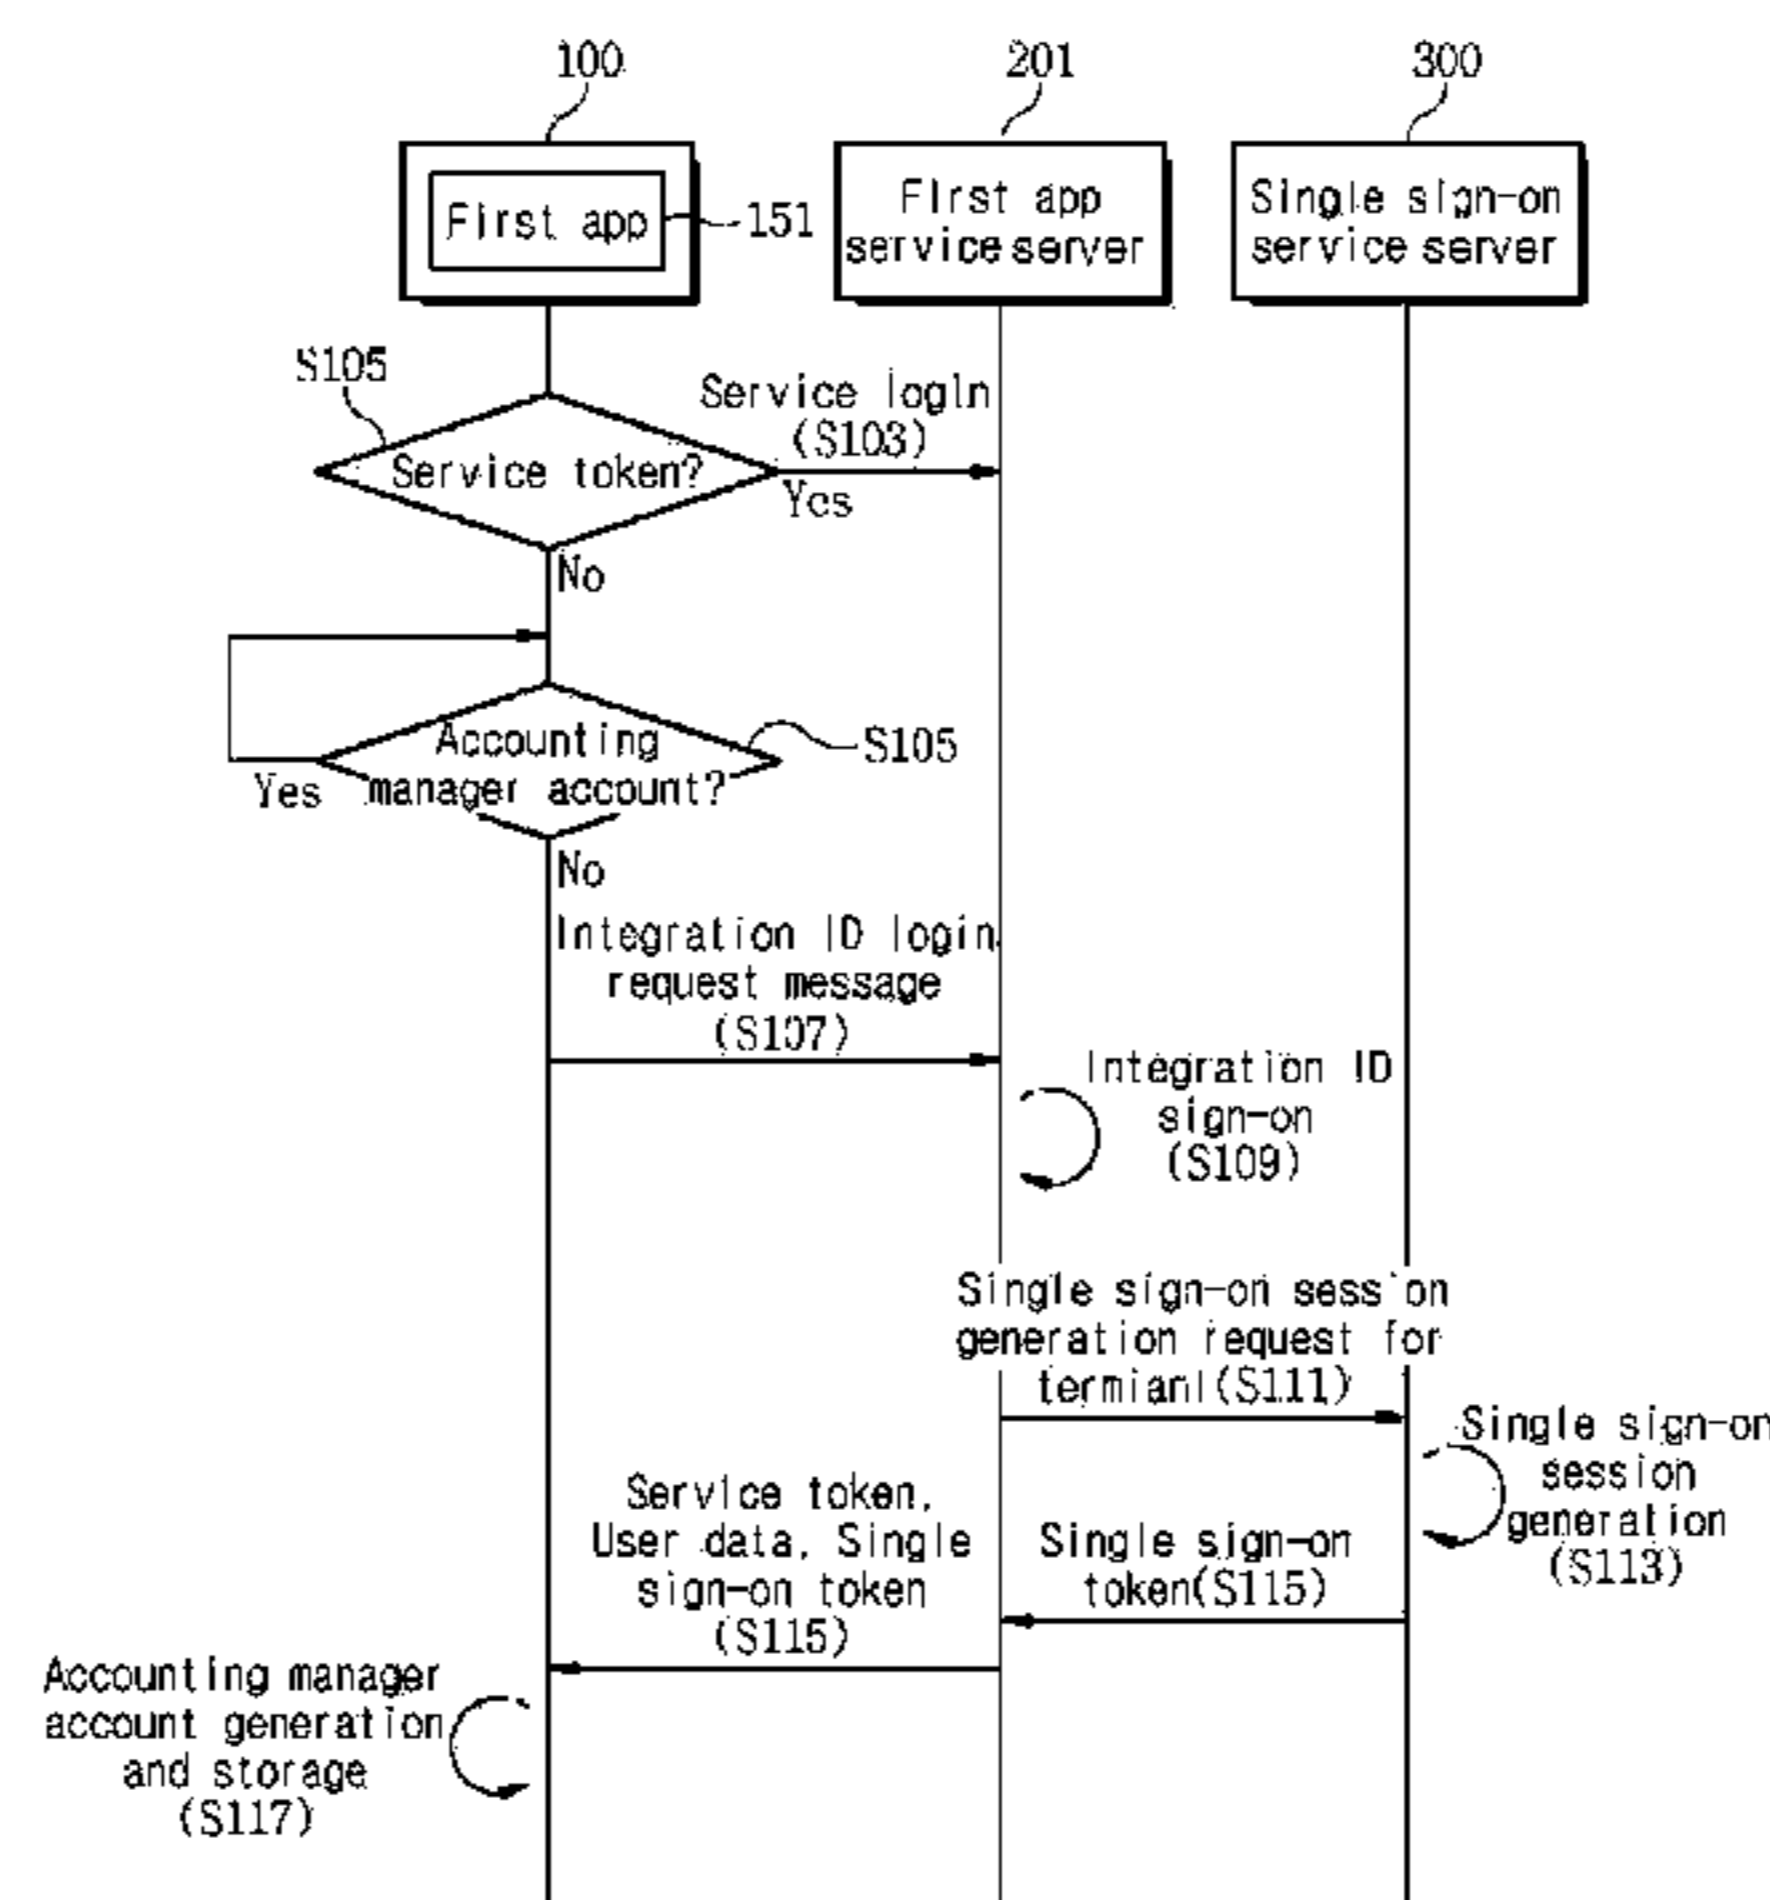 100
201
300
First app
151
First app
service server
Single sign-on
service server
S105
Service login
(S103)
Service token?
Yes
No
Accounting
manager account?
S105
Yes
No
Integration ID login
request message
(S107)
Integration ID
sign-on
(S109)
Single sign-on session
generation request for
termianl(S111)
Single sign-on
session
generation
(S113)
Service token,
User data, Single
sign-on token
(S115)
Single sign-on
token(S115)
Accounting manager
account generation
and storage
(S117)